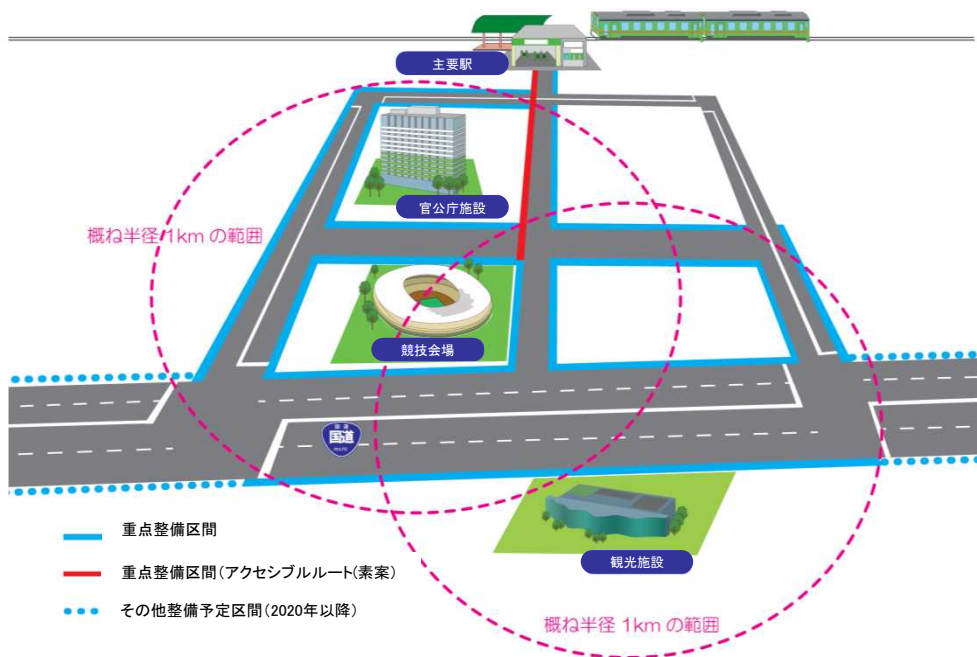 主要駅
官公庁施設
概ね半径 1km の範囲
競技会場
国道
観光施設
重点整備区間
重点整備区間(アクセシブルルート(素案)
その他整備予定区間(2020年以降)
概ね半径 1km の範囲